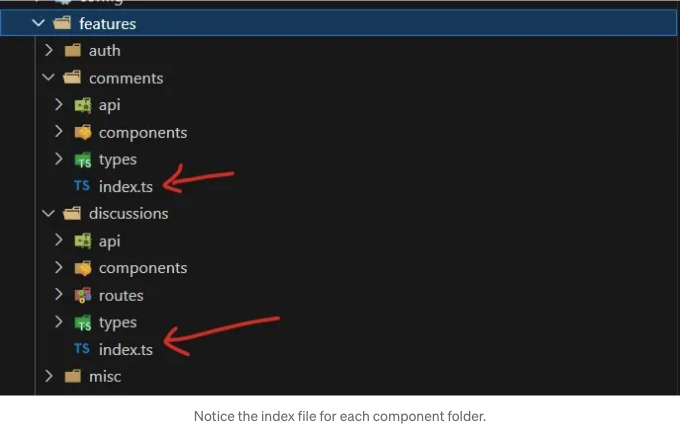 config
features
auth
comments
api
components
TS types
TS index.ts
discussions
api
components
routes
TS types
TS index.ts
misc
Notice the index file for each component folder.